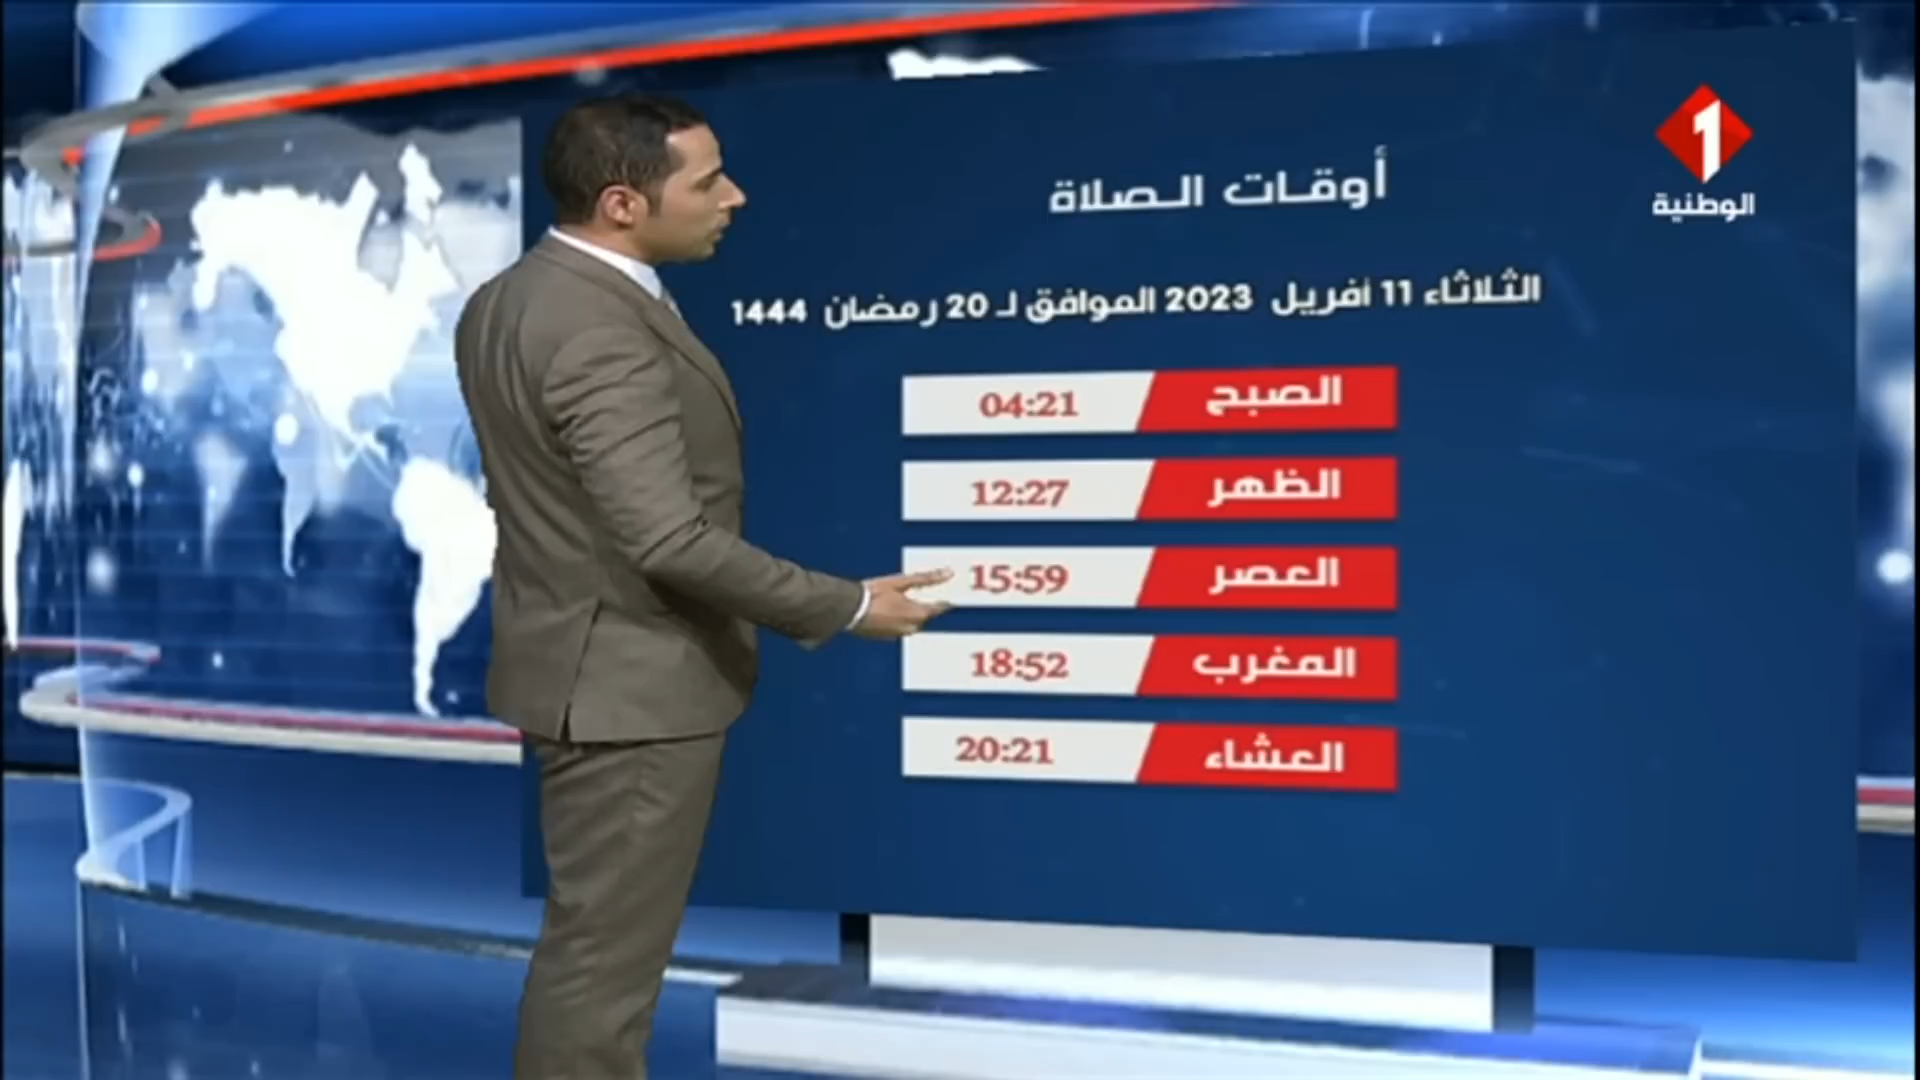 أوقات الصلاة
1
الوطنية
الثلاثاء 11 أفريل 2023 الموافق لـ 20 رمضان 1444
الصبح 04:21
الظهر 12:27
العصر 15:59
المغرب 18:52
العشاء 20:21